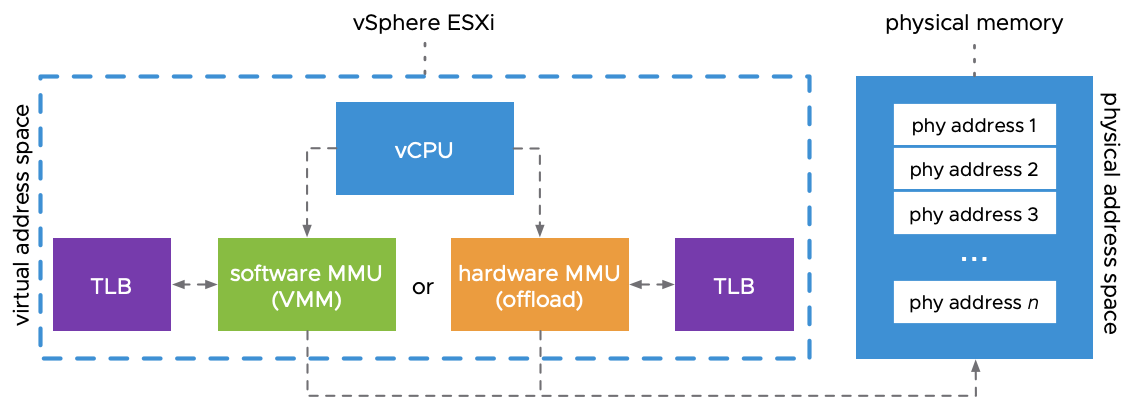 vSphere ESXi
physical memory
virtual address space
vCPU
TLB
software MMU
(VMM)
or
hardware MMU
(offload)
TLB
phy address 1
phy address 2
phy address 3
...
phy address n
physical address space